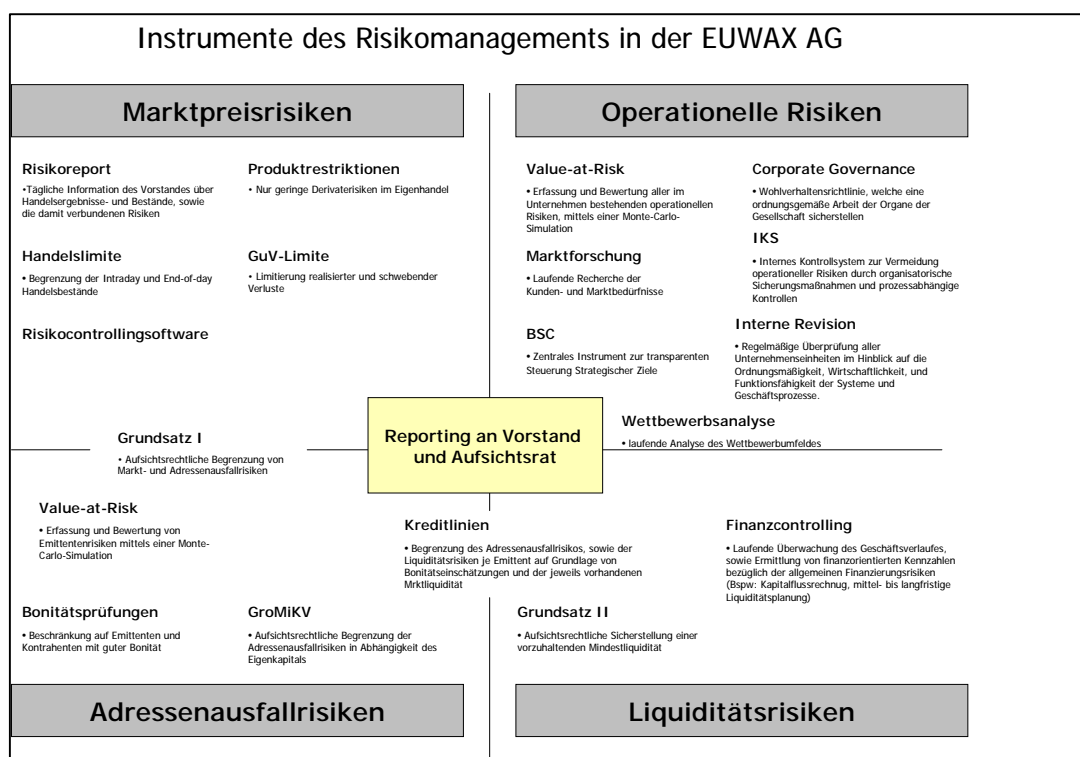 Instrumente des Risikomanagements in der EUWAX AG
Marktpreisrisiken
Risikoreport
•Tägliche Information des Vorstandes über
Handelsergebnisse- und Bestände, sowie
die damit verbundenen Risiken
Produktrestriktionen
• Nur geringe Derivaterisiken im Eigenhandel
Handelslimite
• Begrenzung der Intraday und End-of-day
Handelsbestände
GuV-Limite
• Limitierung realisierter und schwebender
Verluste
Risikocontrollingsoftware
Operationelle Risiken
Value-at-Risk
• Erfassung und Bewertung aller im
Unternehmen bestehenden operationellen
Risiken, mittels einer Monte-Carlo-
Simulation
Corporate Governance
• Wohlverhaltensrichtlinie, welche eine
ordnungsgemäße Arbeit der Organe der
Gesellschaft sicherstellen
Marktforschung
• Laufende Recherche der
Kunden- und Marktbedürfnisse
IKS
• Internes Kontrollsystem zur Vermeidung
operationeller Risiken durch organisatorische
Sicherungsmaßnahmen und prozessabhängige
Kontrollen
BSC
• Zentrales Instrument zur transparenten
Steuerung Strategischer Ziele
Interne Revision
• Regelmäßige Überprüfung aller
Unternehmenseinheiten im Hinblick auf die
Ordnungsmäßigkeit, Wirtschaftlichkeit, und
Funktionsfähigkeit der Systeme und
Geschäftsprozesse.
Wettbewerbsanalyse
• laufende Analyse des Wettbewerbumfeldes
Reporting an Vorstand
und Aufsichtsrat
Grundsatz I
• Aufsichtsrechtliche Begrenzung von
Markt- und Adressenausfallrisiken
Value-at-Risk
• Erfassung und Bewertung von
Emittentenrisiken mittels einer Monte-
Carlo-Simulation
Kreditlinien
• Begrenzung des Adressenausfallrisikos, sowie der
Liquiditätsrisiken je Emittent auf Grundlage von
Bonitätseinschätzungen und der jeweils vorhandenen
Mrktliquidität
Finanzcontrolling
• Laufende Überwachung des Geschäftsverlaufes,
sowie Ermittlung von finanzorientierten Kennzahlen
bezüglich der allgemeinen Finanzierungsrisiken
(Bspw: Kapitalflussrechnug, mittel- bis langfristige
Liquiditätsplanung)
Bonitätsprüfungen
• Beschränkung auf Emittenten und
Kontrahenten mit guter Bonität
GroMiKV
• Aufsichtsrechtliche Begrenzung der
Adressenausfallrisiken in Abhängigkeit des
Eigenkapitals
Grundsatz II
• Aufsichtsrechtliche Sicherstellung einer
vorzuhaltenden Mindestliquidität
Adressenausfallrisiken
Liquiditätsrisiken